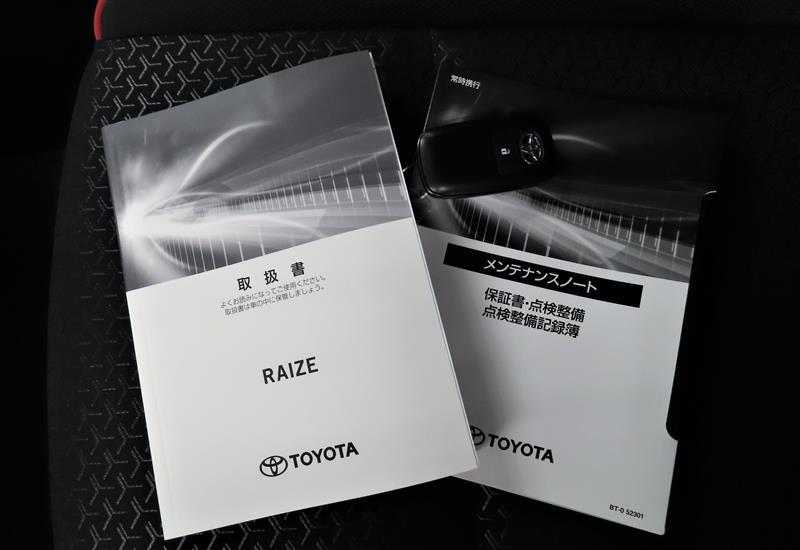 取扱書
よくお読みになってご使用ください。
取扱書は車の中に保管しましょう。
RAIZE
TOYOTA
常時携行
メンテナンスノート
保証書・点検整備
点検整備記録簿
TOYOTA
BT-0 52301